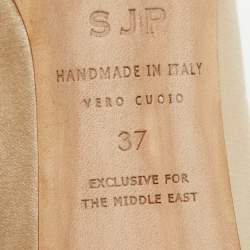 SJP
HANDMADE IN ITALY
VERO CUOIO
37
EXCLUSIVE FOR
THE MIDDLE EAST